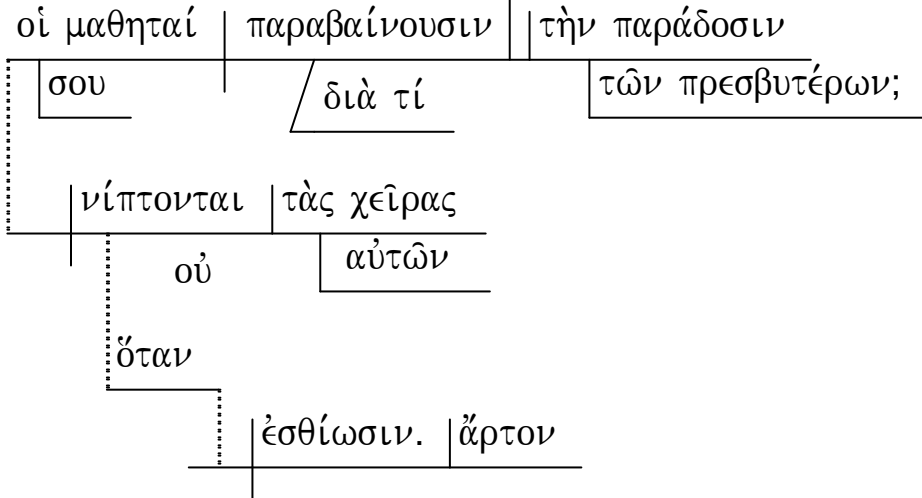 οἱ μαθηταί παραβαίνουσιν τὴν παράδοσιν
σου διὰ τί τῶν πρεσβυτέρων;
νίπτονται τὰς χεῖρας
οὐ αὐτῶν
ὅταν
ἐσθίωσιν. ἄρτον